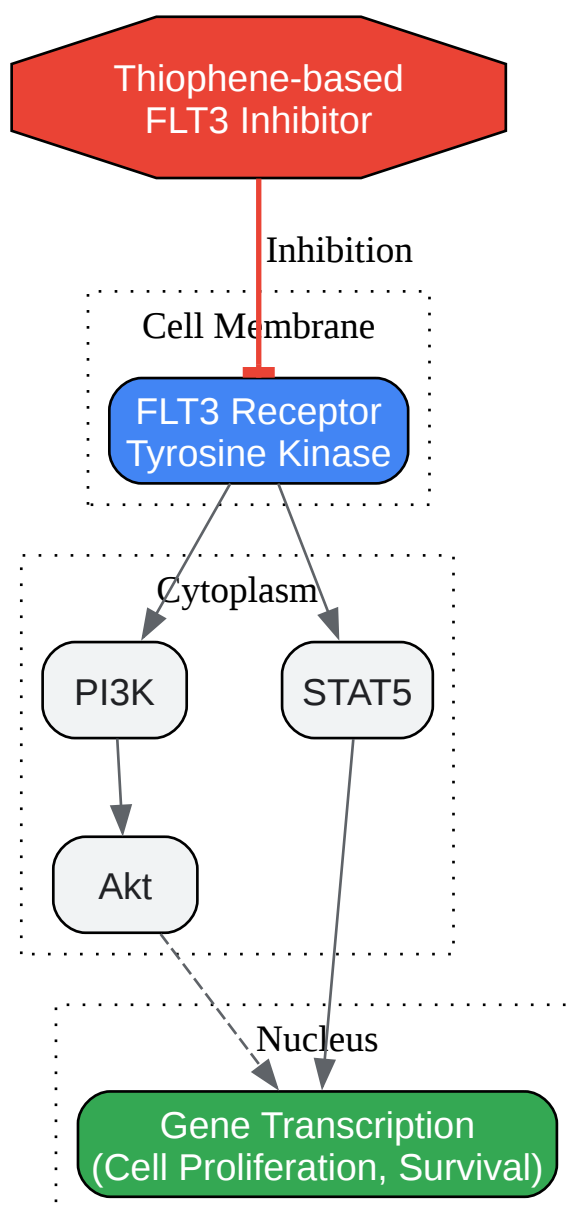 Thiophene-based
FLT3 Inhibitor
Inhibition
Cell Membrane
FLT3 Receptor
Tyrosine Kinase
Cytoplasm
PI3K
STAT5
Akt
Nucleus
Gene Transcription
(Cell Proliferation, Survival)